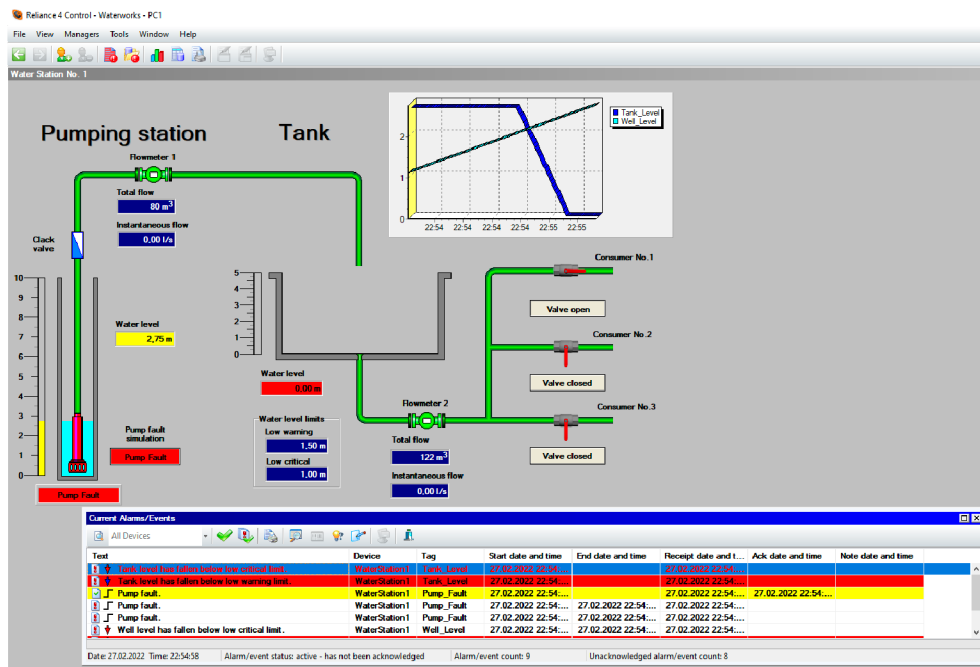 Reliance 4 Control - Waterworks - PC1
File View Managers Tools Window Help
Water Station No. 1
Pumping station
Tank
Flowmeter 1
Total flow
80 m³
Instantaneous flow
0,00 l/s
Clack
valve
Tank_Level
Well_Level
2
1
0
22:54 22:54 22:54 22:54 22:55 22:55
10
9
8
7
6
5
4
3
2
1
0
Water level
2,75 m
Pump fault
simulation
Pump Fault
Pump Fault
5
4
3
2
1
0
Water level
0,00 m
Water level limits
Low warning
1,50 m
Low critical
1,00 m
Flowmeter 2
Total flow
122 m³
Instantaneous flow
0,00 l/s
Consumer No.1
Valve open
Consumer No.2
Valve closed
Consumer No.3
Valve closed
Current Alarms/Events
All Devices
Text Device Tag Start date and time End date and time Receipt date and t... Ack date and time Note date and time
Tank level has fallen below low critical limit. WaterStation1 Tank_Level 27.02.2022 22:54:... 27.02.2022 22:54:...
Tank level has fallen below low warning limit. WaterStation1 Tank_Level 27.02.2022 22:54:... 27.02.2022 22:54:...
Pump fault. WaterStation1 Pump_Fault 27.02.2022 22:54:... 27.02.2022 22:54:... 27.02.2022 22:54:...
Pump fault. WaterStation1 Pump_Fault 27.02.2022 22:54:... 27.02.2022 22:54:... 27.02.2022 22:54:...
Pump fault. WaterStation1 Pump_Fault 27.02.2022 22:54:... 27.02.2022 22:54:... 27.02.2022 22:54:...
Well level has fallen below low critical limit. WaterStation1 Well_Level 27.02.2022 22:54:... 27.02.2022 22:54:... 27.02.2022 22:54:...
Date: 27.02.2022 Time: 22:54:58 Alarm/event status: active - has not been acknowledged Alarm/event count: 9 Unacknowledged alarm/event count: 8